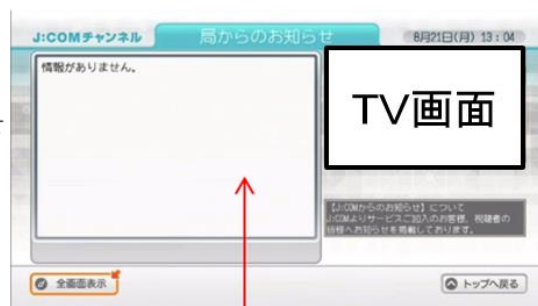 J:COMチャンネル
局からのお知らせ
8月21日(月) 13:04
情報がありません。
TV画面
【J:COMからのお知らせ】について
J:COMよりサービスご加入のお客様、視聴者の
皆様へお知らせを掲載しております。
全画面表示
トップへ戻る